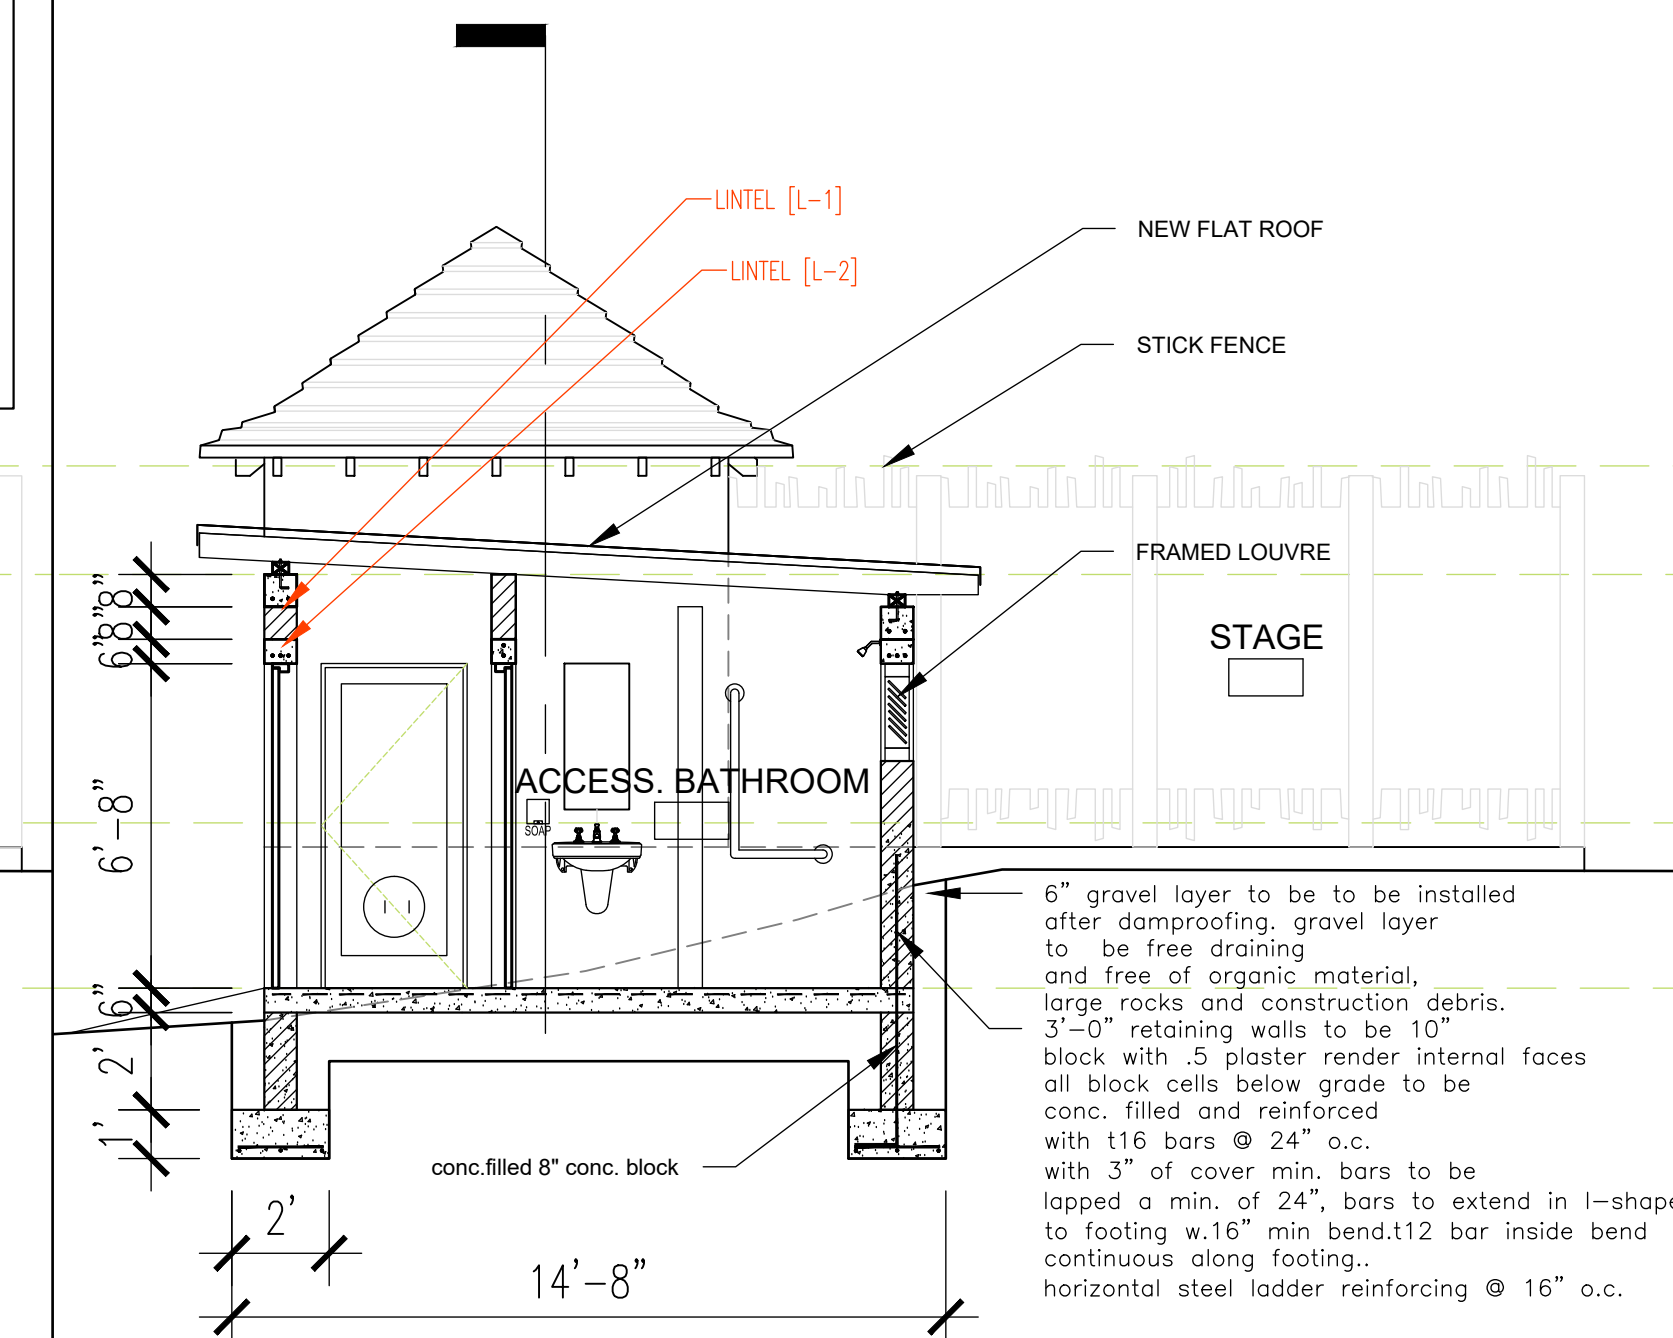 LINTEL [L-1]
LINTEL [L-2]
NEW FLAT ROOF
STICK FENCE
FRAMED LOUVRE
STAGE
8"
8"
6"
6'-8"
6"
2'
1'
ACCESS. BATHROOM
SOAP
6" gravel layer to be to be installed
after damproofing. gravel layer
to be free draining
and free of organic material,
large rocks and construction debris.
3'-0" retaining walls to be 10"
block with .5 plaster render internal faces
all block cells below grade to be
conc. filled and reinforced
with t16 bars @ 24" o.c.
with 3" of cover min. bars to be
lapped a min. of 24", bars to extend in l-shape
to footing w.16" min bend.t12 bar inside bend
continuous along footing..
horizontal steel ladder reinforcing @ 16" o.c.
conc.filled 8" conc. block
2'
14'-8"